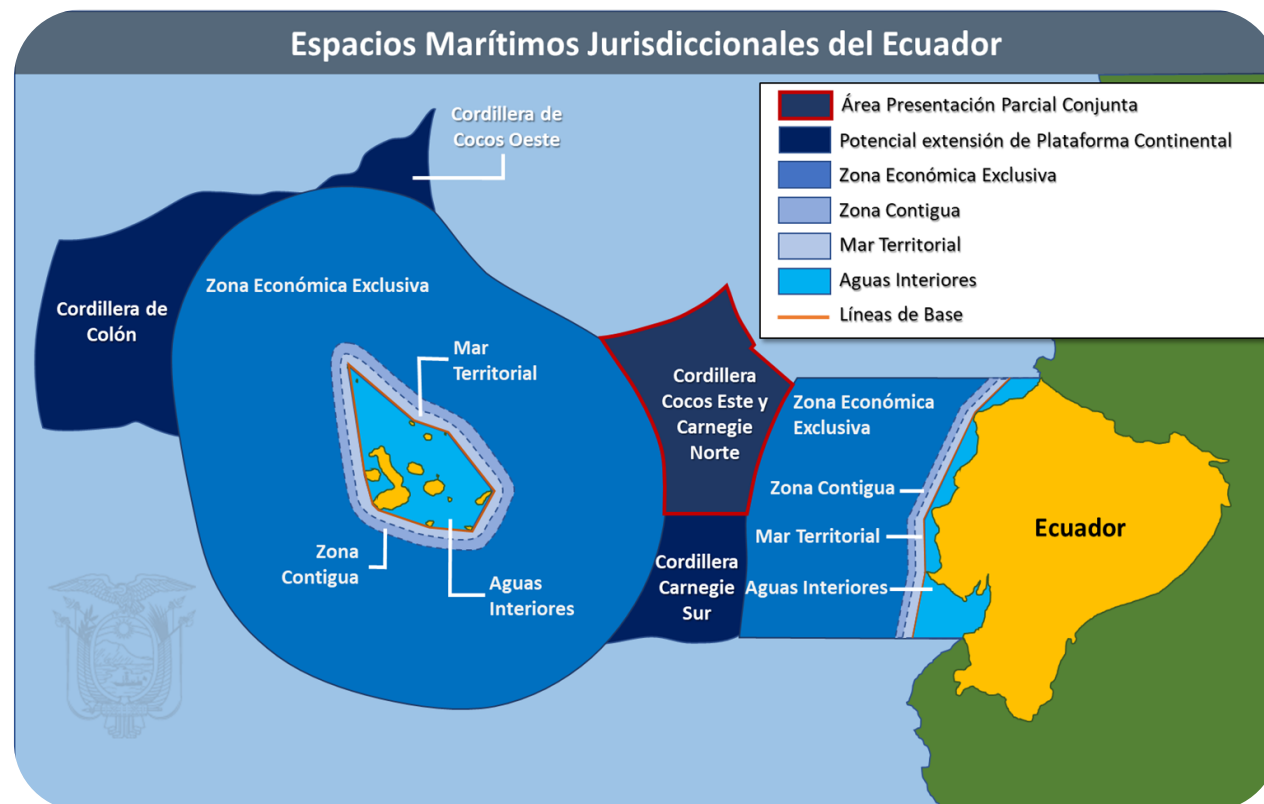 Espacios Marítimos Jurisdiccionales del Ecuador
Área Presentación Parcial Conjunta
Potencial extensión de Plataforma Continental
Zona Económica Exclusiva
Zona Contigua
Mar Territorial
Aguas Interiores
Líneas de Base
Cordillera de
Cocos Oeste
Zona Económica Exclusiva
Cordillera de
Colón
Mar
Territorial
Zona
Contigua
Aguas
Interiores
Cordillera
Cocos Este y
Carnegie
Norte
Cordillera
Carnegie
Sur
Zona Económica
Exclusiva
Zona Contigua
Mar Territorial
Aguas Interiores
Ecuador